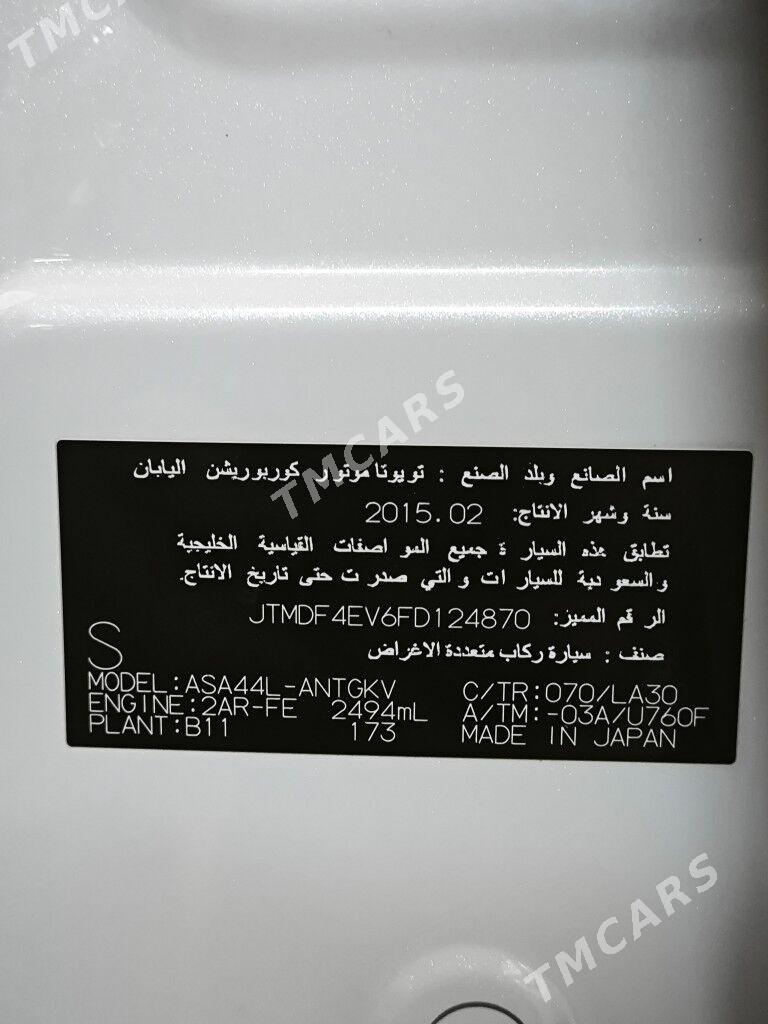 TMCARS
اسم الصانع وبلد الصنع : تويوتا موتور كوربوريشن اليابان
سنة وشهر الانتاج: 2015.02
تطابق هذه السيارة جميع المواصفات القياسية الخليجية
والسعودية للسيارات والتي صدرت حتى تاريخ الانتاج.
الرقم المميز: JTMDF4EV6FD124870
صنف : سيارة ركاب متعددة الاغراض
S
MODEL:ASA44L-ANTGKV C/TR:070/LA30
ENGINE:2AR-FE 2494mL A/TM:-03A/U760F
PLANT:B11 173 MADE IN JAPAN
TMCARS
TMCARS